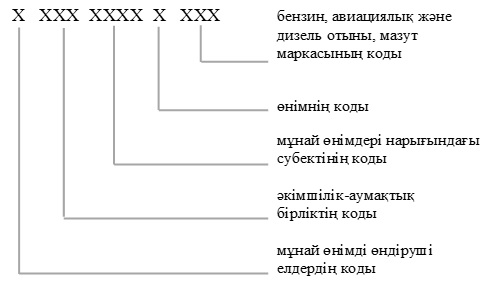 X XXX XXXX X XXX
бензин, авиациялық және
дизель отыны, мазут
маркасының коды
өнімнің коды
мұнай өнімдері нарығындағы
субектінің коды
әкімшілік-аумақтық
бірліктің коды
мұнай өнімді өндіруші
елдердің коды